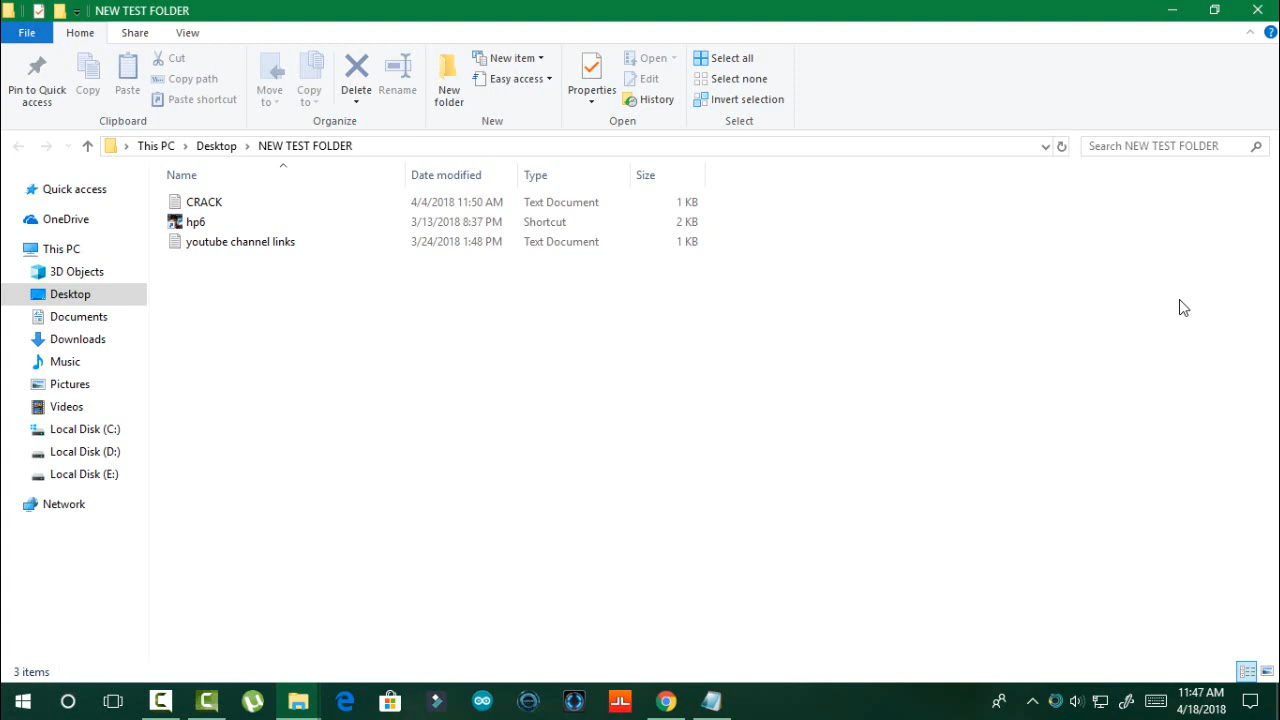 NEW TEST FOLDER
File Home Share View
Pin to Quick access
Copy
Paste
Cut
Copy path
Paste shortcut
Clipboard
Move to
Copy to
Delete
Rename
Organize
New folder
New item
Easy access
New
Properties
Open
Edit
History
Open
Select all
Select none
Invert selection
Select
This PC Desktop NEW TEST FOLDER
Search NEW TEST FOLDER
Quick access
OneDrive
This PC
3D Objects
Desktop
Documents
Downloads
Music
Pictures
Videos
Local Disk (C:)
Local Disk (D:)
Local Disk (E:)
Network
Name Date modified Type Size
CRACK 4/4/2018 11:50 AM Text Document 1 KB
hp6 3/13/2018 8:37 PM Shortcut 2 KB
youtube channel links 3/24/2018 1:48 PM Text Document 1 KB
3 items
11:47 AM
4/18/2018